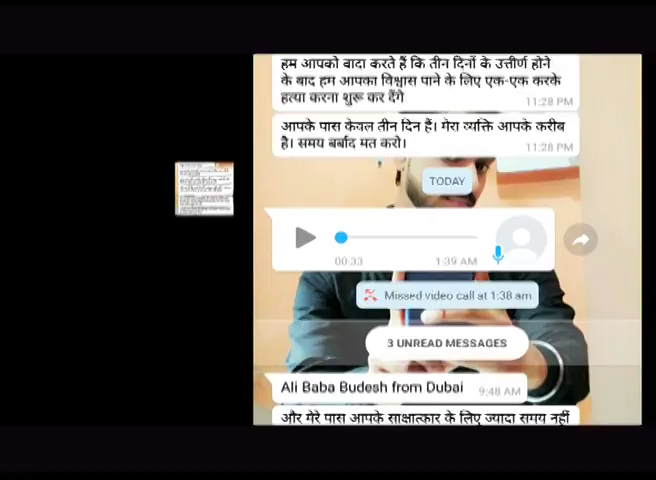 हम आपको वादा करते हैं कि तीन दिनों के उत्तीर्ण होने
के बाद हम आपका विश्वास पाने के लिए एक-एक करके
हत्या करना शुरू कर देंगे
11:28 PM
आपके पास केवल तीन दिन हैं। मेरा व्यक्ति आपके करीब
है। समय बर्बाद मत करो।
11:28 PM
TODAY
00:33
1:39 AM
Missed video call at 1:38 am
3 UNREAD MESSAGES
Ali Baba Budesh from Dubai
9:48 AM
और मेरे पास आपके साक्षात्कार के लिए ज्यादा समय नहीं